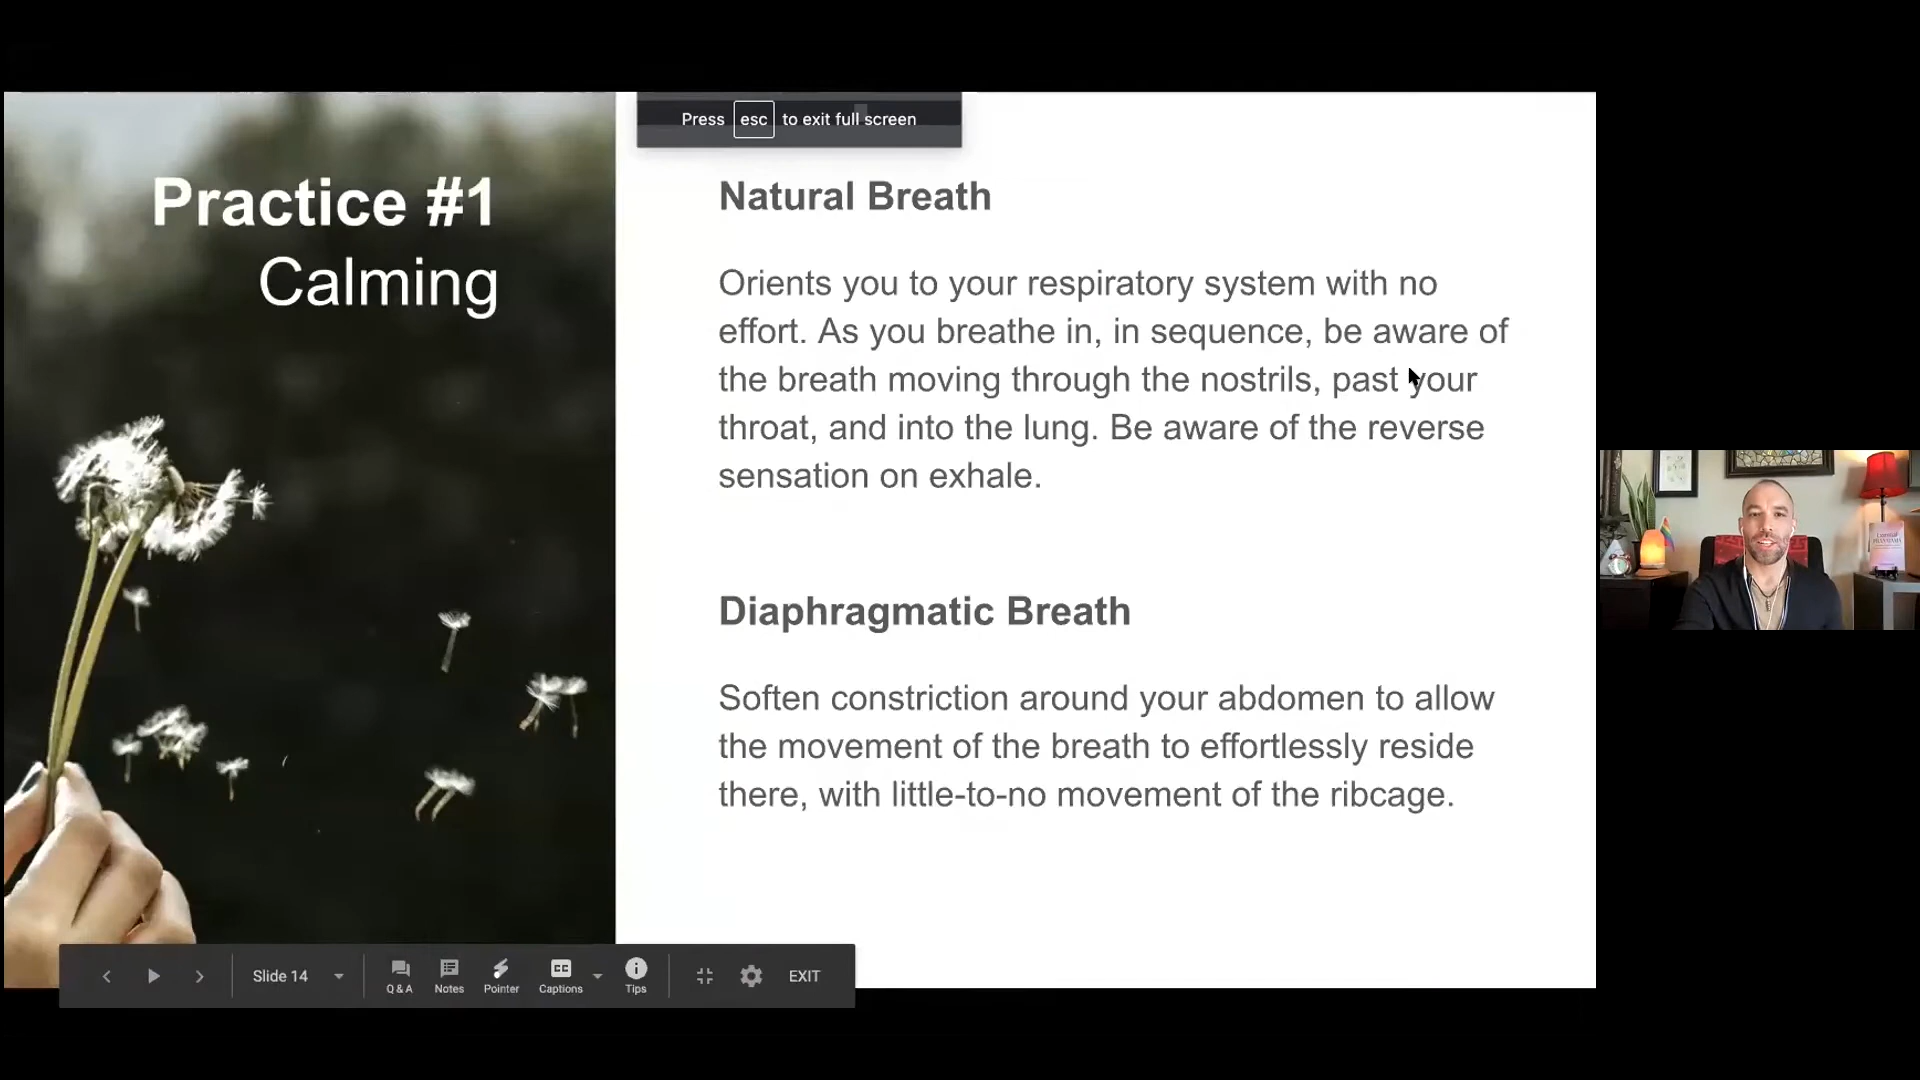 Press esc to exit full screen
Practice #1
Calming
Natural Breath
Orients you to your respiratory system with no
effort. As you breathe in, in sequence, be aware of
the breath moving through the nostrils, past your
throat, and into the lung. Be aware of the reverse
sensation on exhale.
Diaphragmatic Breath
Soften constriction around your abdomen to allow
the movement of the breath to effortlessly reside
there, with little-to-no movement of the ribcage.
Slide 14
Q & A
Notes
Pointer
Captions
Tips
EXIT